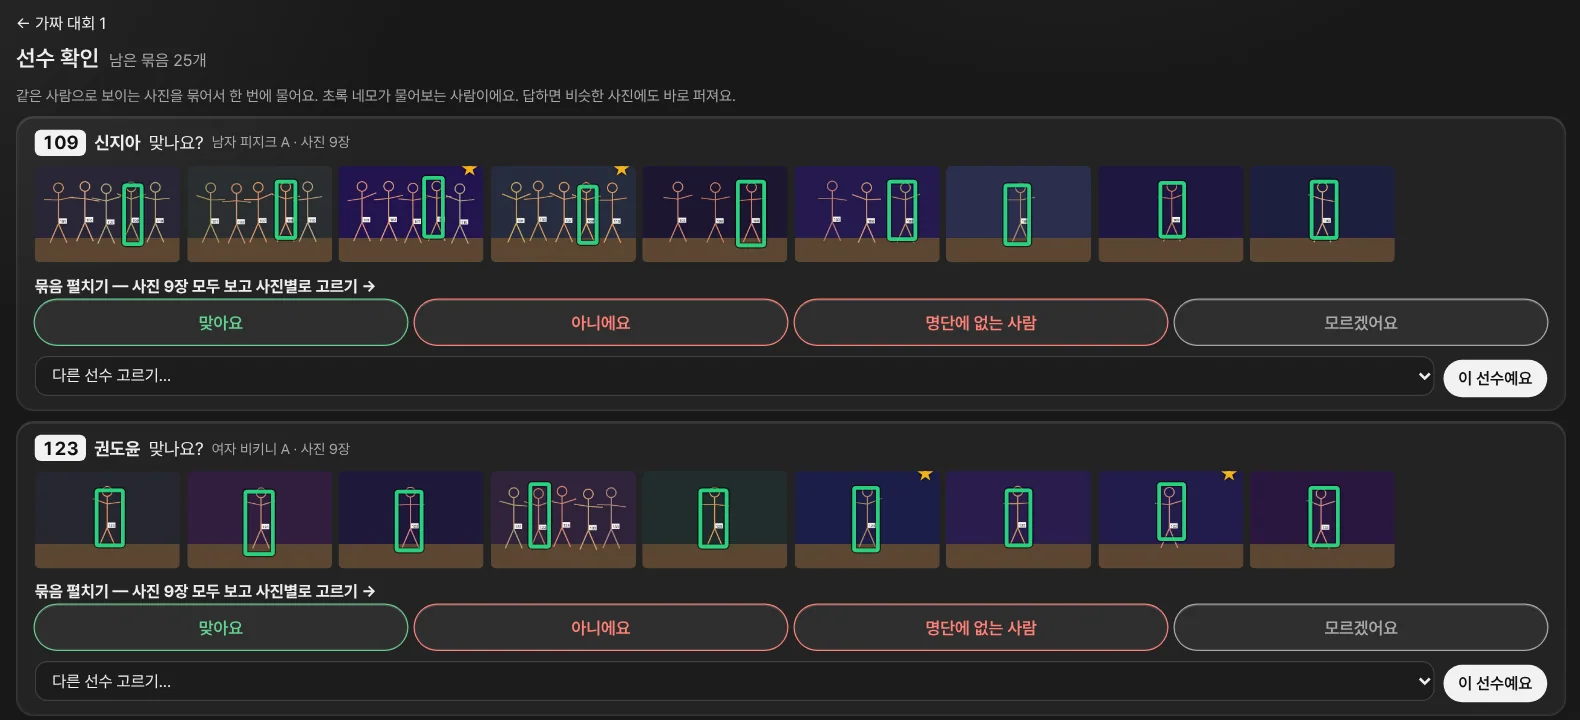 ← 가짜 대회 1
선수 확인 남은 묶음 25개
같은 사람으로 보이는 사진을 묶어서 한 번에 물어요. 초록 네모가 물어보는 사람이에요. 답하면 비슷한 사진에도 바로 퍼져요.
109 신지아 맞나요? 남자 피지크 A · 사진 9장
묶음 펼치기 — 사진 9장 모두 보고 사진별로 고르기 →
맞아요 아니에요 명단에 없는 사람 모르겠어요
다른 선수 고르기... 이 선수예요
123 권도윤 맞나요? 여자 비키니 A · 사진 9장
묶음 펼치기 — 사진 9장 모두 보고 사진별로 고르기 →
맞아요 아니에요 명단에 없는 사람 모르겠어요
다른 선수 고르기... 이 선수예요